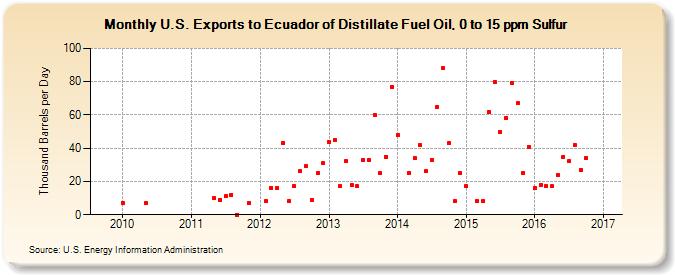 Monthly U.S. Exports to Ecuador of Distillate Fuel Oil, 0 to 15 ppm Sulfur
Thousand Barrels per Day
100
80
60
40
20
0
2010 2011 2012 2013 2014 2015 2016 2017
Source: U.S. Energy Information Administration